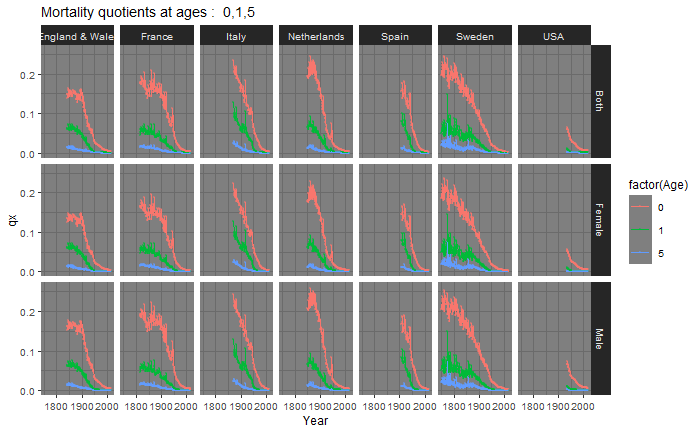 Mortality quotients at ages : 0,1,5
England & Wale
France
Italy
Netherlands
Spain
Sweden
USA
0.2
0.1
0.0
Both
0.2
0.1
0.0
Female
0.2
0.1
0.0
Male
qx
1800 1900 2000
1800 1900 2000
1800 1900 2000
1800 1900 2000
1800 1900 2000
1800 1900 2000
1800 1900 2000
Year
factor(Age)
0
1
5